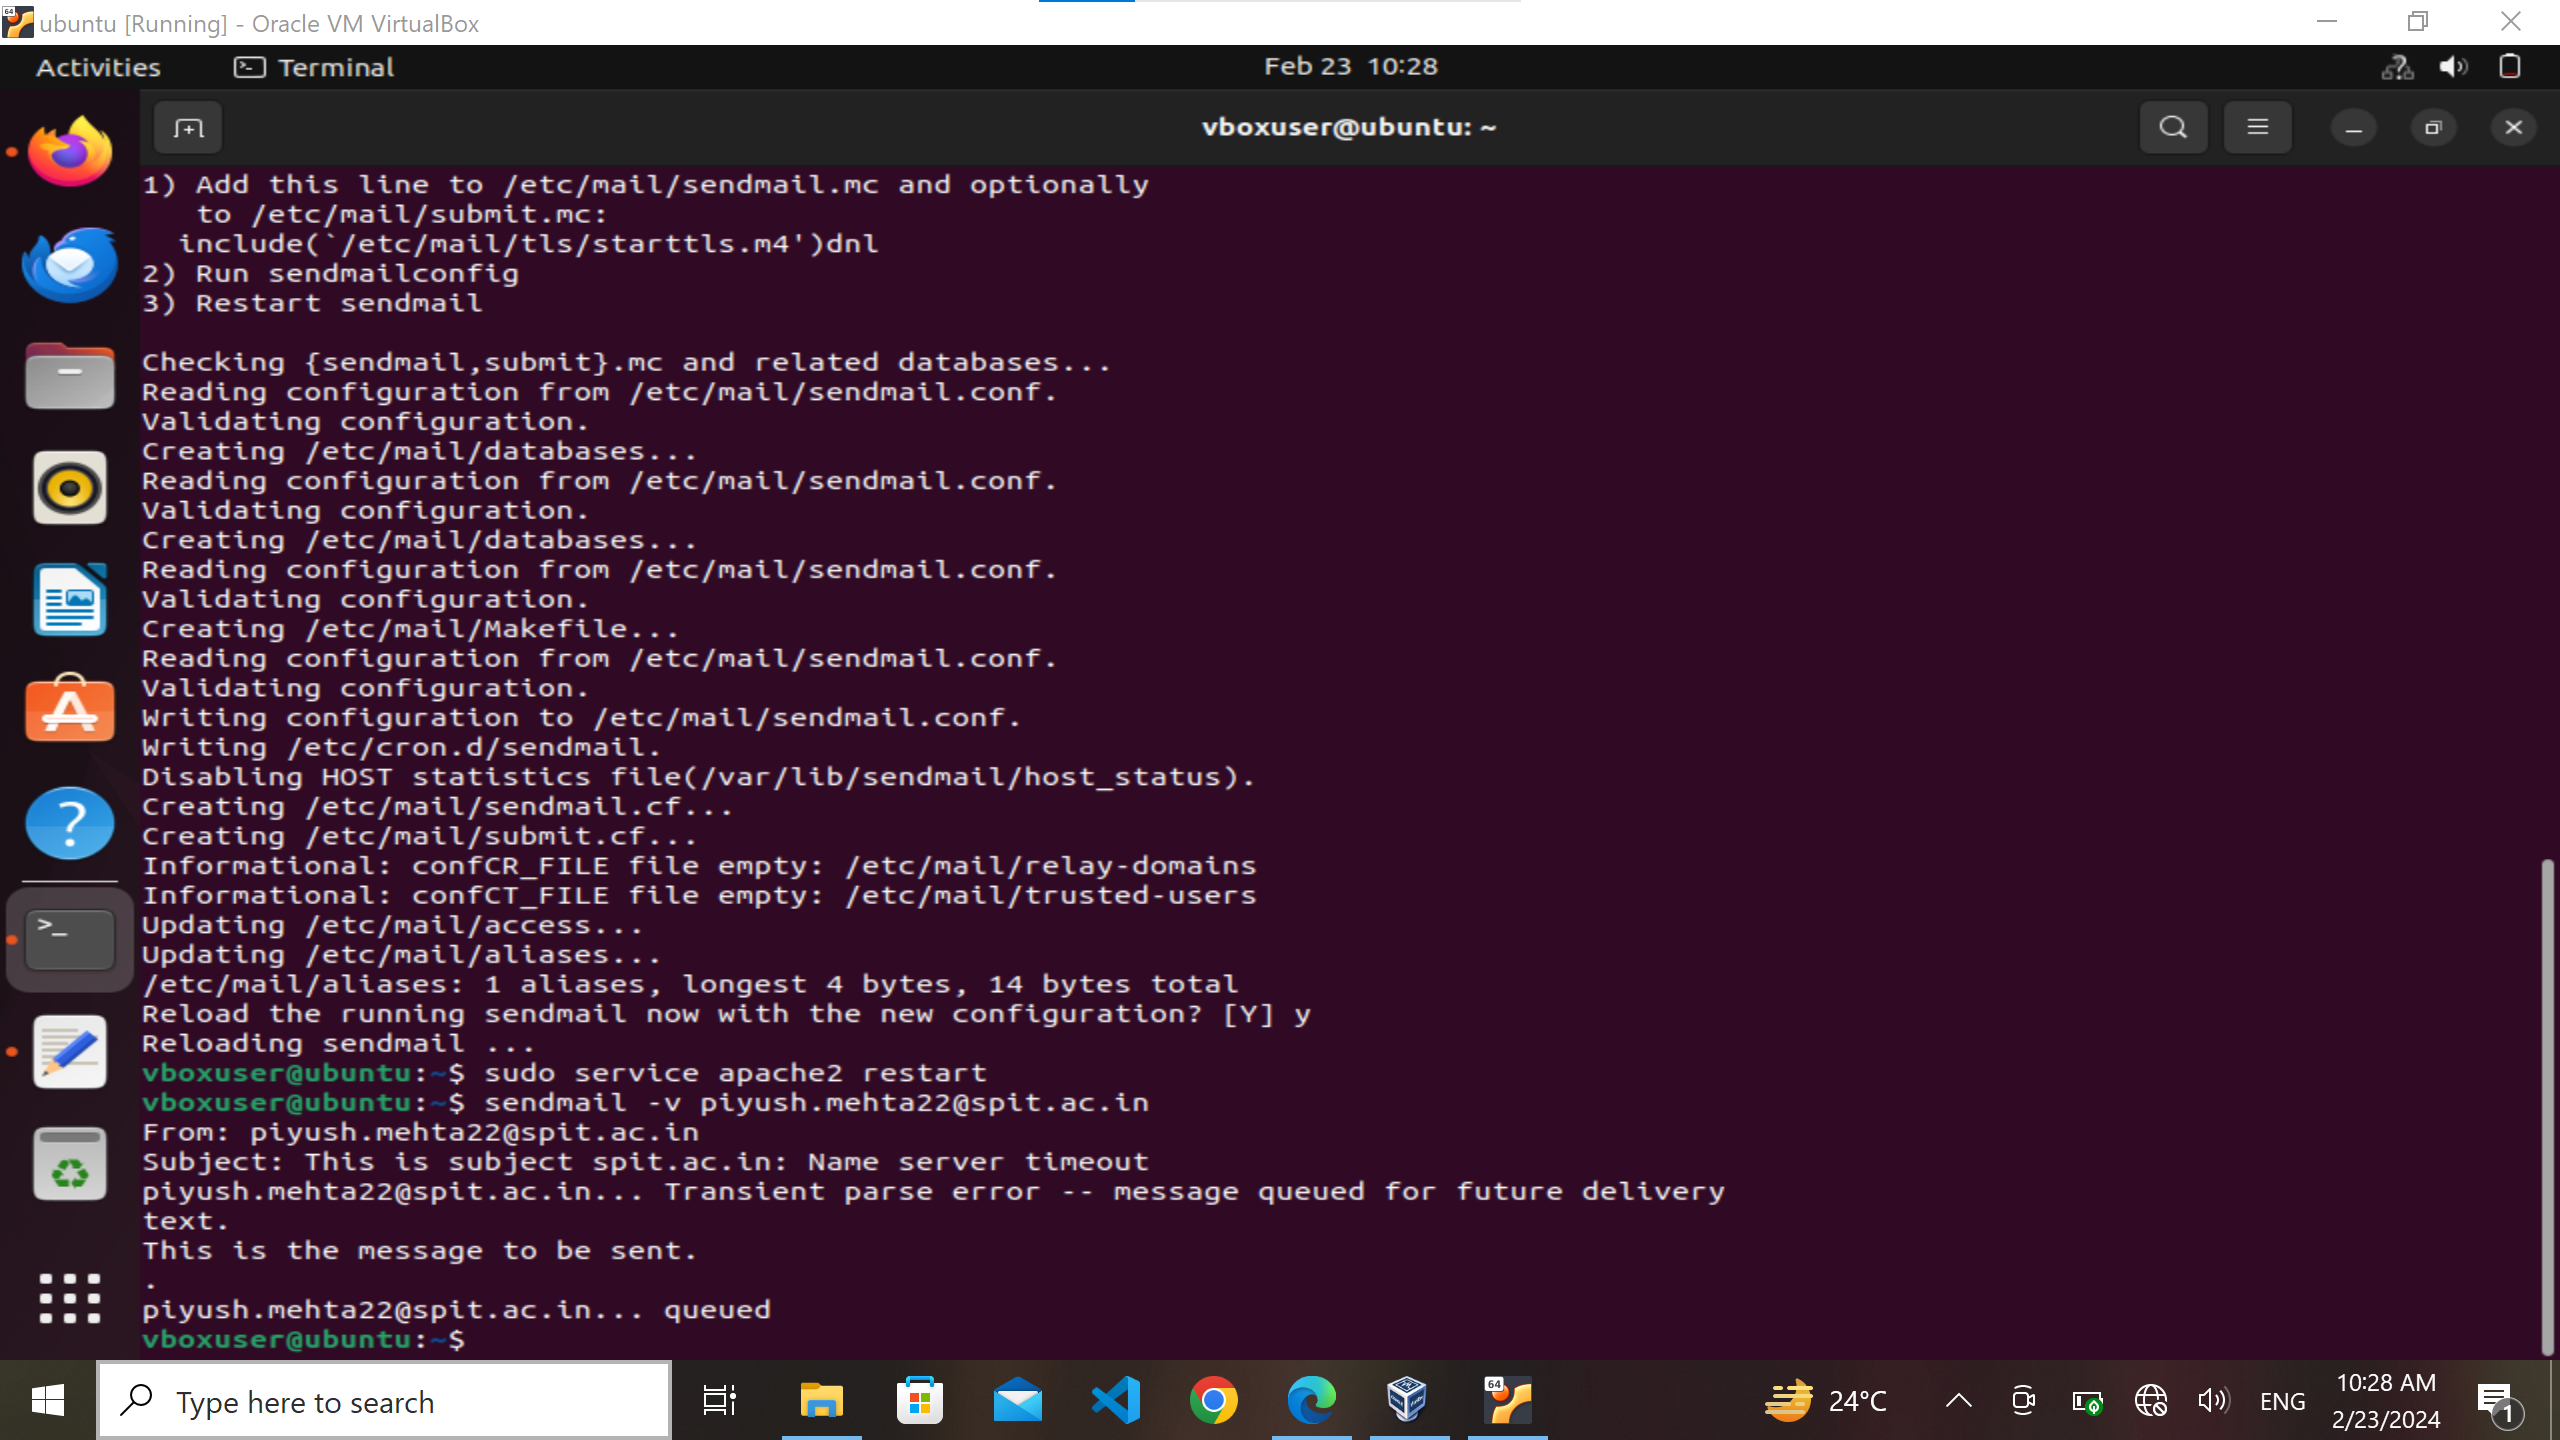 64
ubuntu [Running] - Oracle VM VirtualBox
Activities
Terminal
Feb 23 10:28
vboxuser@ubuntu: ~
1) Add this line to /etc/mail/sendmail.mc and optionally
to /etc/mail/submit.mc:
include(`/etc/mail/tls/starttls.m4')dnl
2) Run sendmailconfig
3) Restart sendmail
Checking {sendmail,submit}.mc and related databases...
Reading configuration from /etc/mail/sendmail.conf.
Validating configuration.
Creating /etc/mail/databases...
Reading configuration from /etc/mail/sendmail.conf.
Validating configuration.
Creating /etc/mail/databases...
Reading configuration from /etc/mail/sendmail.conf.
Validating configuration.
Creating /etc/mail/Makefile...
Reading configuration from /etc/mail/sendmail.conf.
Validating configuration.
Writing configuration to /etc/mail/sendmail.conf.
Writing /etc/cron.d/sendmail.
Disabling HOST statistics file(/var/lib/sendmail/host_status).
Creating /etc/mail/sendmail.cf...
Creating /etc/mail/submit.cf...
Informational: confCR_FILE file empty: /etc/mail/relay-domains
Informational: confCT_FILE file empty: /etc/mail/trusted-users
Updating /etc/mail/access...
Updating /etc/mail/aliases...
/etc/mail/aliases: 1 aliases, longest 4 bytes, 14 bytes total
Reload the running sendmail now with the new configuration? [Y] y
Reloading sendmail ...
vboxuser@ubuntu:~$ sudo service apache2 restart
vboxuser@ubuntu:~$ sendmail -v piyush.mehta22@spit.ac.in
From: piyush.mehta22@spit.ac.in
Subject: This is subject spit.ac.in: Name server timeout
piyush.mehta22@spit.ac.in... Transient parse error -- message queued for future delivery
text.
This is the message to be sent.
.
piyush.mehta22@spit.ac.in... queued
vboxuser@ubuntu:~$
Type here to search
64
24°C
ENG
10:28 AM
2/23/2024
1